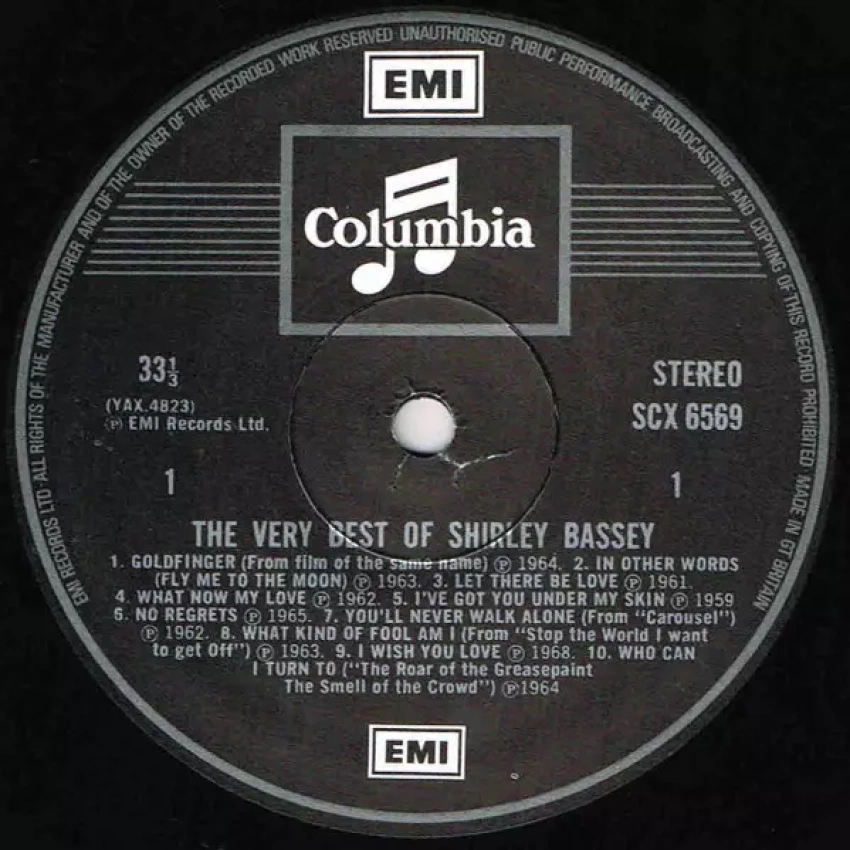 EMI RECORDS LTD·ALL RIGHTS OF THE MANUFACTURER AND OF THE OWNER OF THE RECORDED WORK RESERVED UNAUTHORISED PUBLIC PERFORMANCE BROADCASTING AND COPYING OF THIS RECORD PROHIBITED MADE IN GT BRITAIN
EMI
Columbia
33⅓
STEREO
(YAX.4823)
Ⓟ EMI Records Ltd.
SCX 6569
1
1
THE VERY BEST OF SHIRLEY BASSEY
1. GOLDFINGER (From film of the same name) Ⓟ 1964. 2. IN OTHER WORDS
(FLY ME TO THE MOON) Ⓟ 1963. 3. LET THERE BE LOVE Ⓟ 1961.
4. WHAT NOW MY LOVE Ⓟ 1962. 5. I'VE GOT YOU UNDER MY SKIN Ⓟ 1959
6. NO REGRETS Ⓟ 1965. 7. YOU'LL NEVER WALK ALONE (From "Carousel")
Ⓟ 1962. 8. WHAT KIND OF FOOL AM I (From "Stop the World I want
to get Off") Ⓟ 1963. 9. I WISH YOU LOVE Ⓟ 1968. 10. WHO CAN
I TURN TO ("The Roar of the Greasepaint
The Smell of the Crowd") Ⓟ1964
EMI